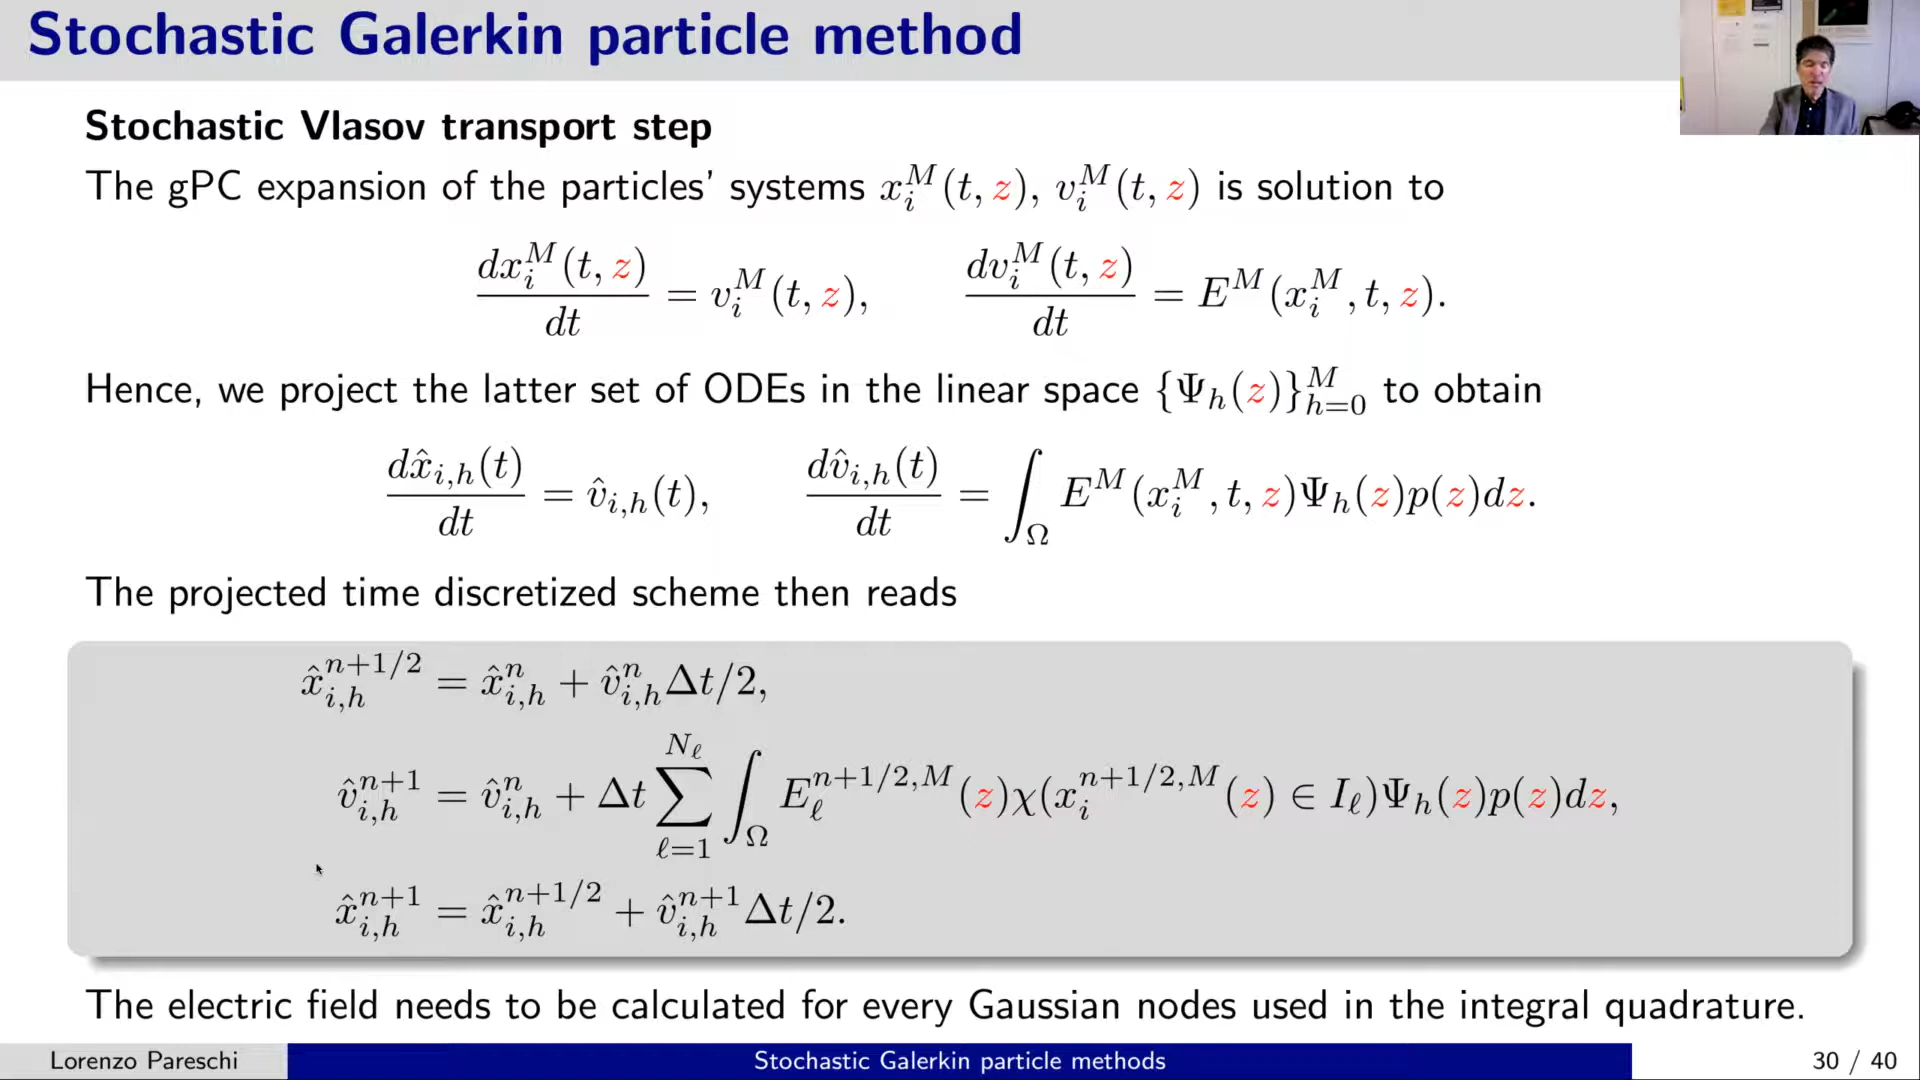 Stochastic Galerkin particle method
Stochastic Vlasov transport step
The gPC expansion of the particles' systems $x_i^M(t, z)$, $v_i^M(t, z)$ is solution to
$\frac{dx_i^M(t, z)}{dt} = v_i^M(t, z), \qquad \frac{dv_i^M(t, z)}{dt} = E^M(x_i^M, t, z).$
Hence, we project the latter set of ODEs in the linear space $\{\Psi_h(z)\}_{h=0}^M$ to obtain
$\frac{d\hat{x}_{i,h}(t)}{dt} = \hat{v}_{i,h}(t), \qquad \frac{d\hat{v}_{i,h}(t)}{dt} = \int_\Omega E^M(x_i^M, t, z)\Psi_h(z)p(z)dz.$
The projected time discretized scheme then reads
$\hat{x}_{i,h}^{n+1/2} = \hat{x}_{i,h}^n + \hat{v}_{i,h}^n \Delta t/2,$
$\hat{v}_{i,h}^{n+1} = \hat{v}_{i,h}^n + \Delta t \sum_{\ell=1}^{N_\ell} \int_\Omega E_\ell^{n+1/2,M}(z)\chi(x_i^{n+1/2,M}(z) \in I_\ell)\Psi_h(z)p(z)dz,$
$\hat{x}_{i,h}^{n+1} = \hat{x}_{i,h}^{n+1/2} + \hat{v}_{i,h}^{n+1} \Delta t/2.$
The electric field needs to be calculated for every Gaussian nodes used in the integral quadrature.
Lorenzo Pareschi
Stochastic Galerkin particle methods
30 / 40